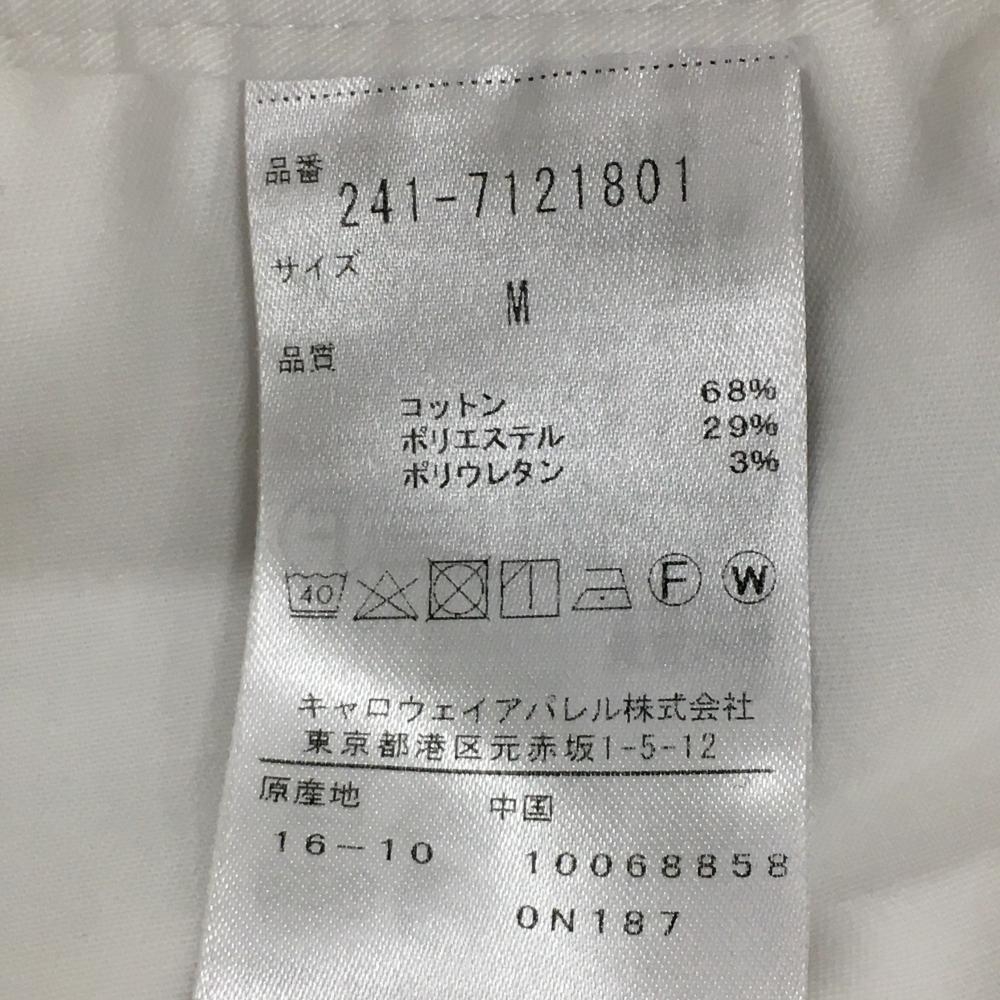 品番
241-7121801
サイズ
M
品質
コットン 68%
ポリエステル 29%
ポリウレタン 3%
40 F W
キャロウェイアパレル株式会社
東京都港区元赤坂1-5-12
原産地 中国
16-10 10068858
0N187